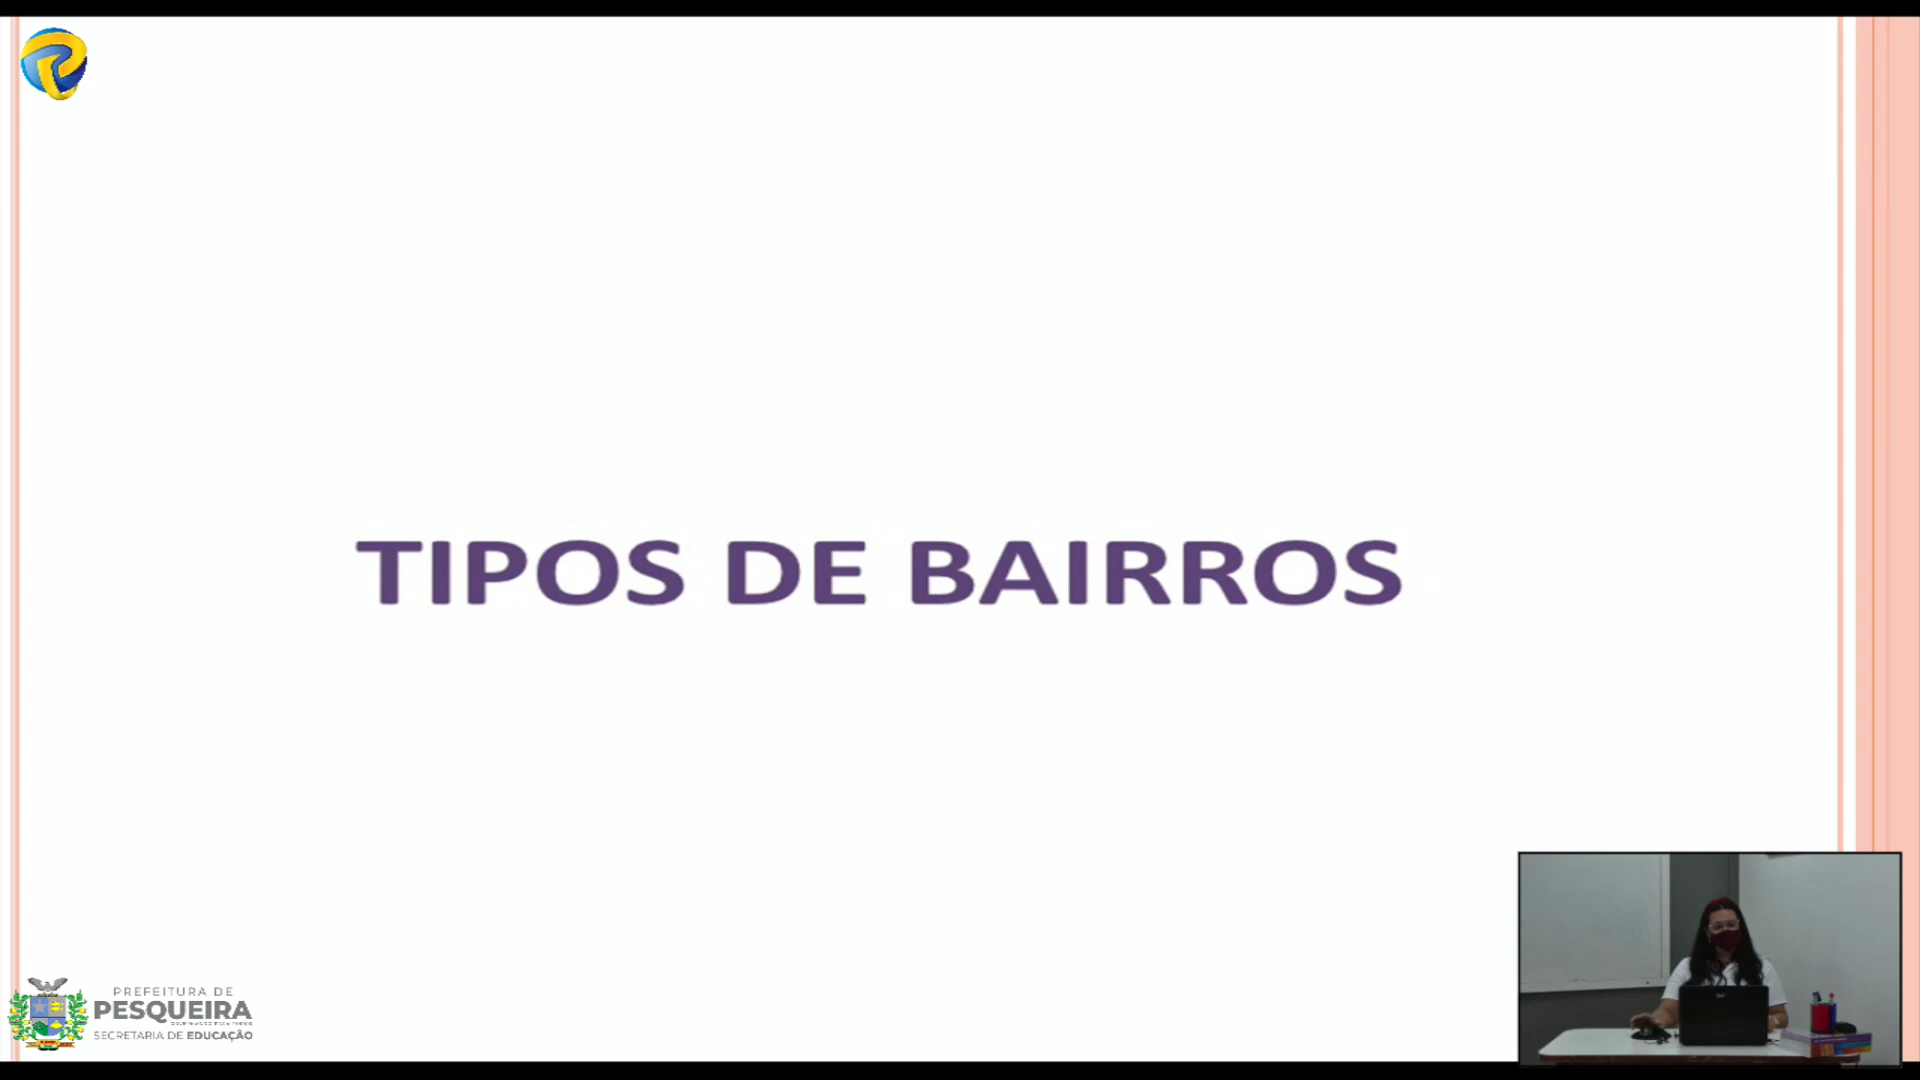 TIPOS DE BAIRROS
PREFEITURA DE
PESQUEIRA
SECRETARIA DE EDUCAÇÃO